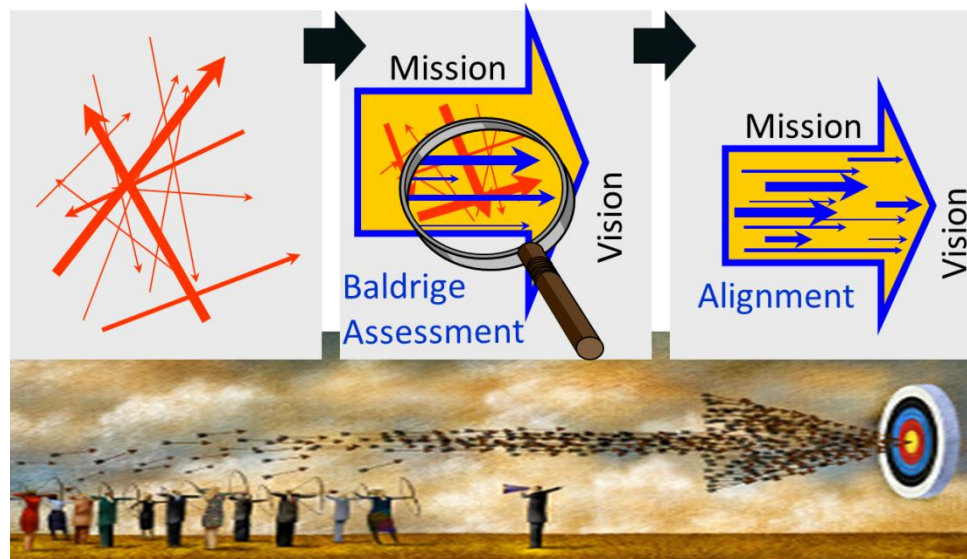 Mission
Vision
Baldrige
Assessment
Mission
Vision
Alignment